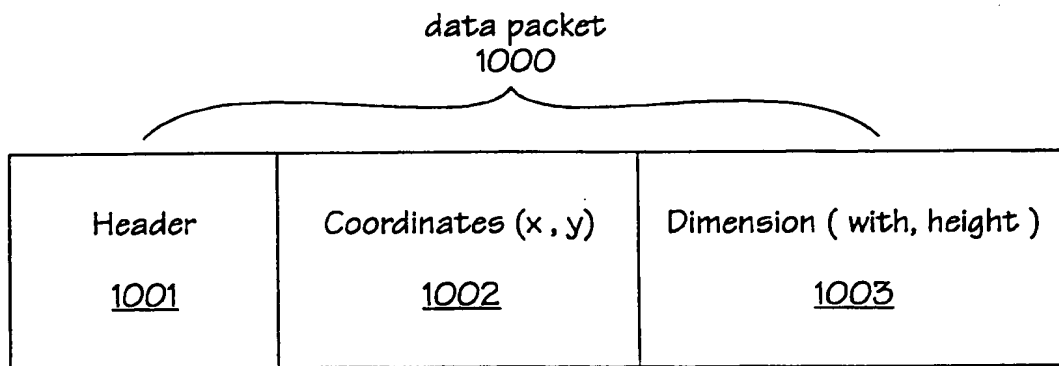 data packet
1000
Header
Coordinates (x, y)
Dimension ( with, height )
1001
1002
1003